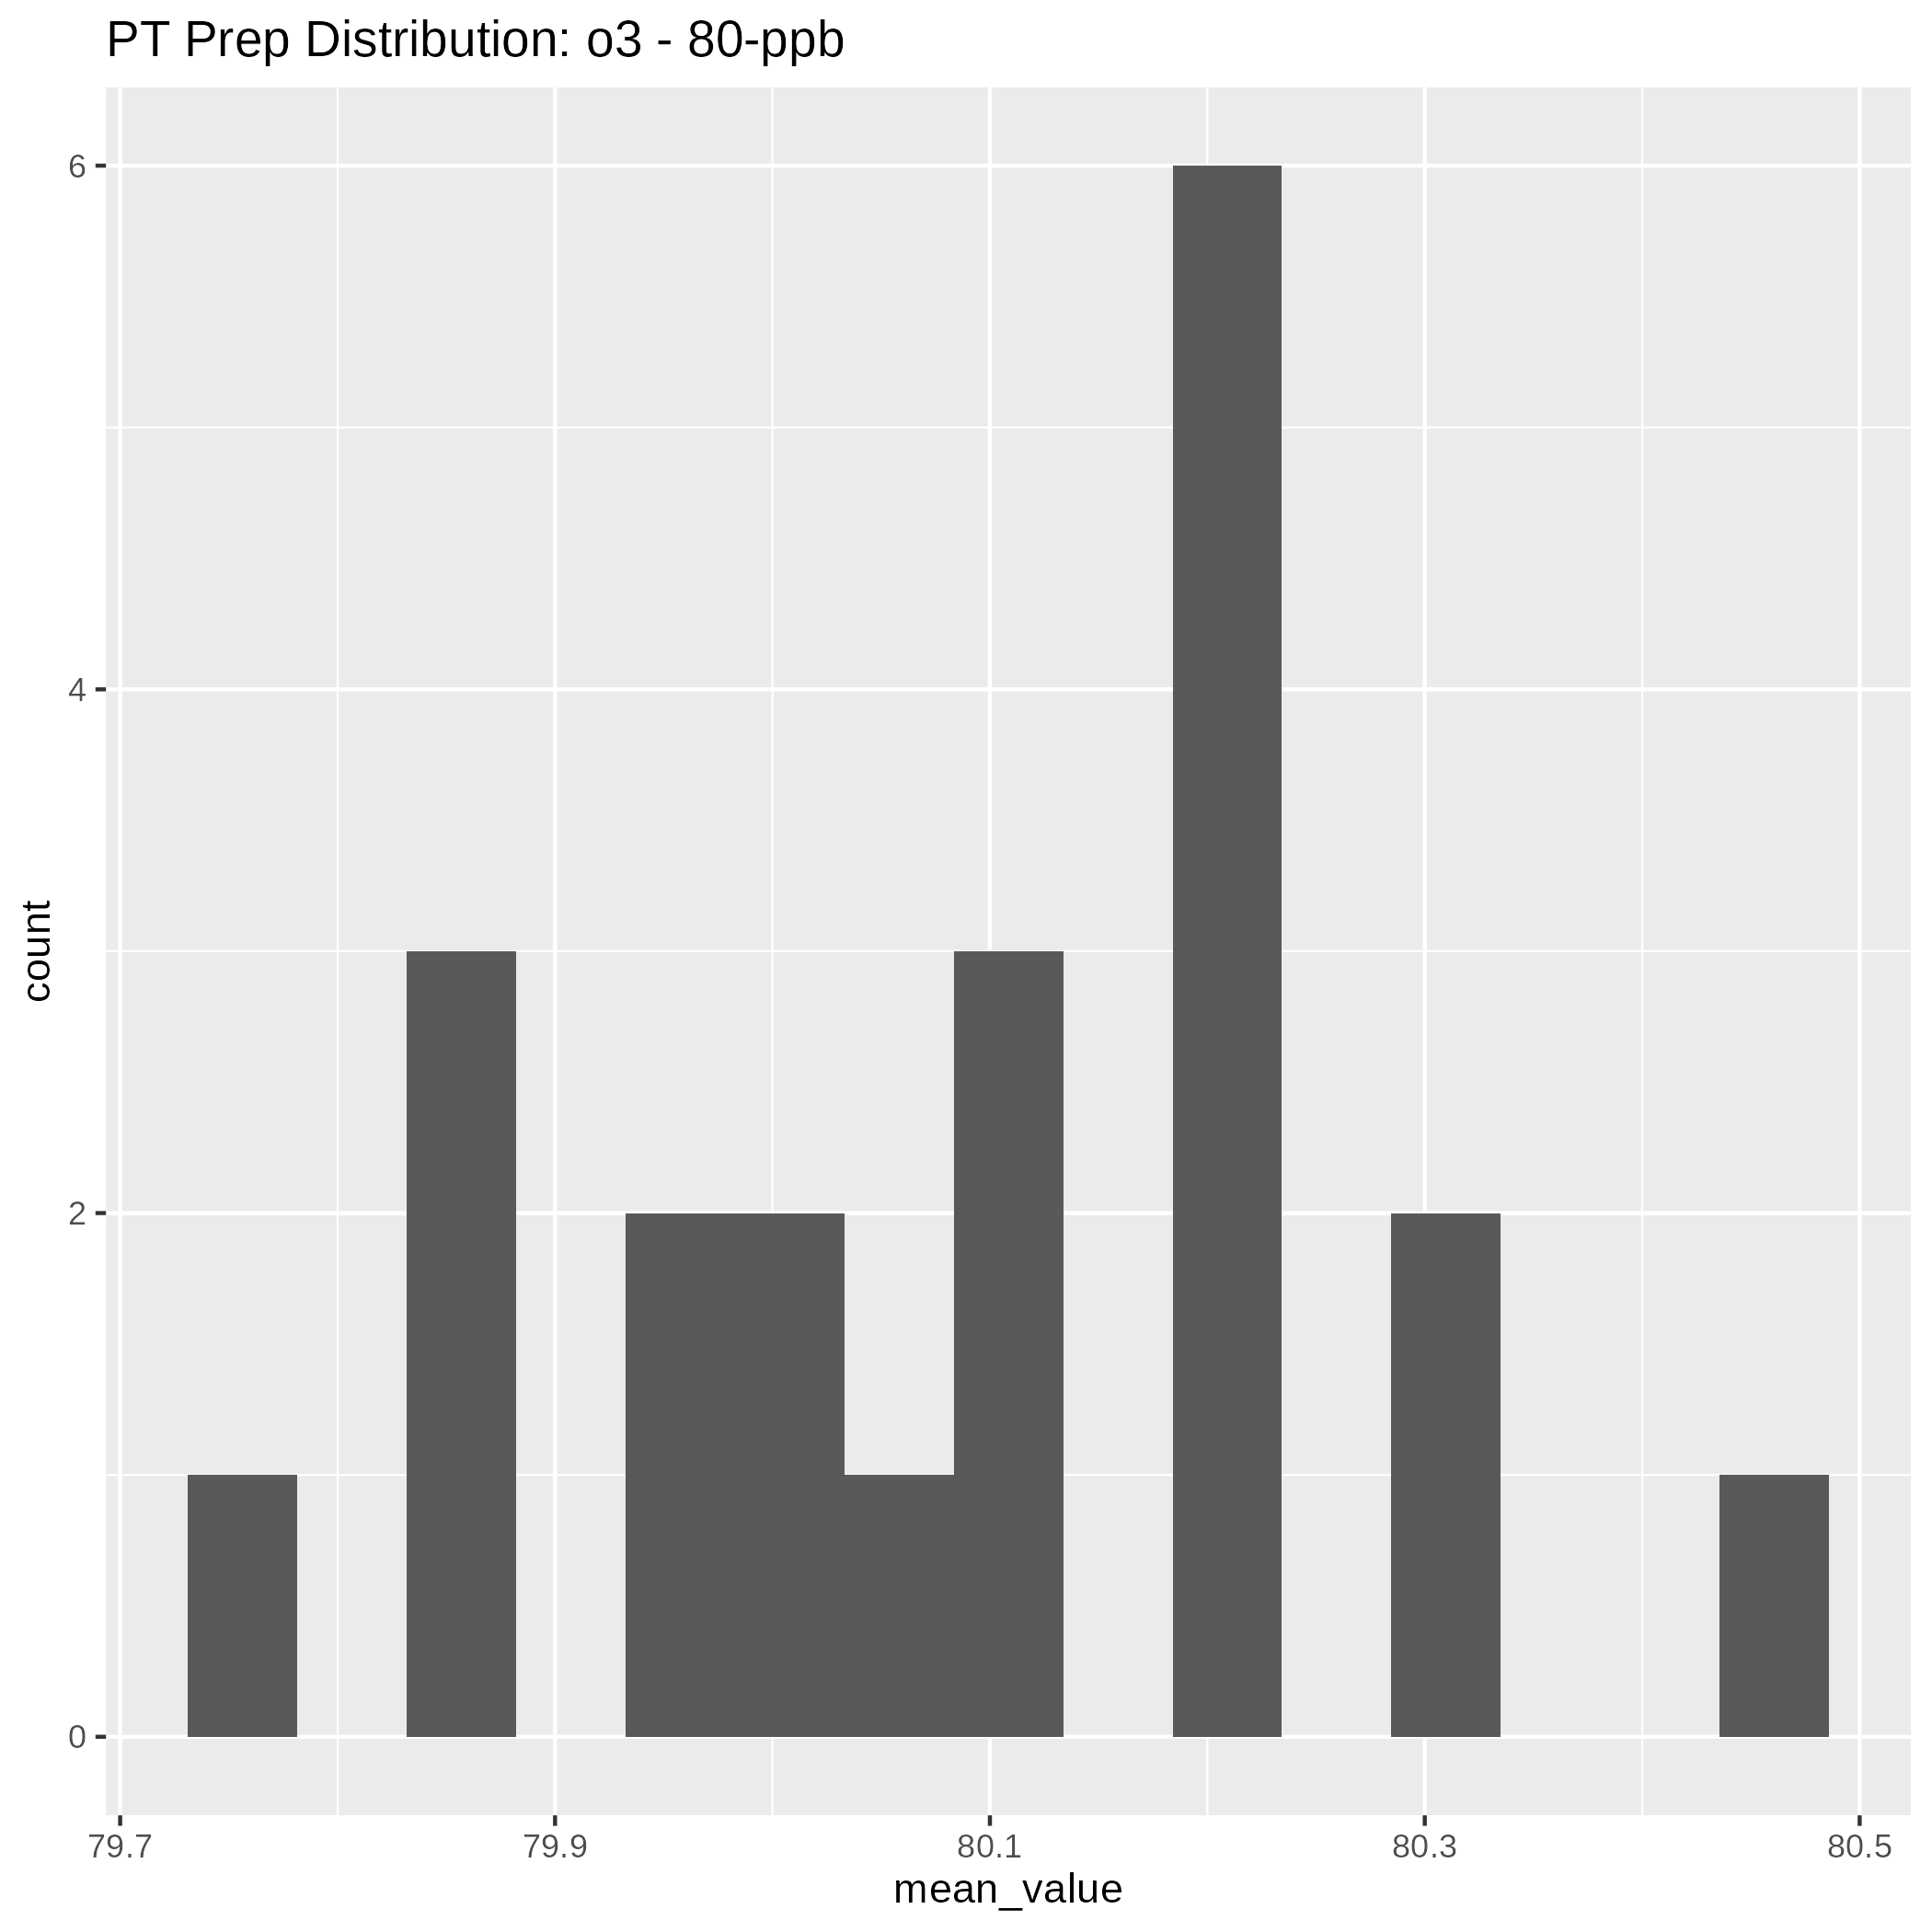 PT Prep Distribution: o3 - 80-ppb
6
4
2
0
count
79.7 79.9 80.1 80.3 80.5
mean_value